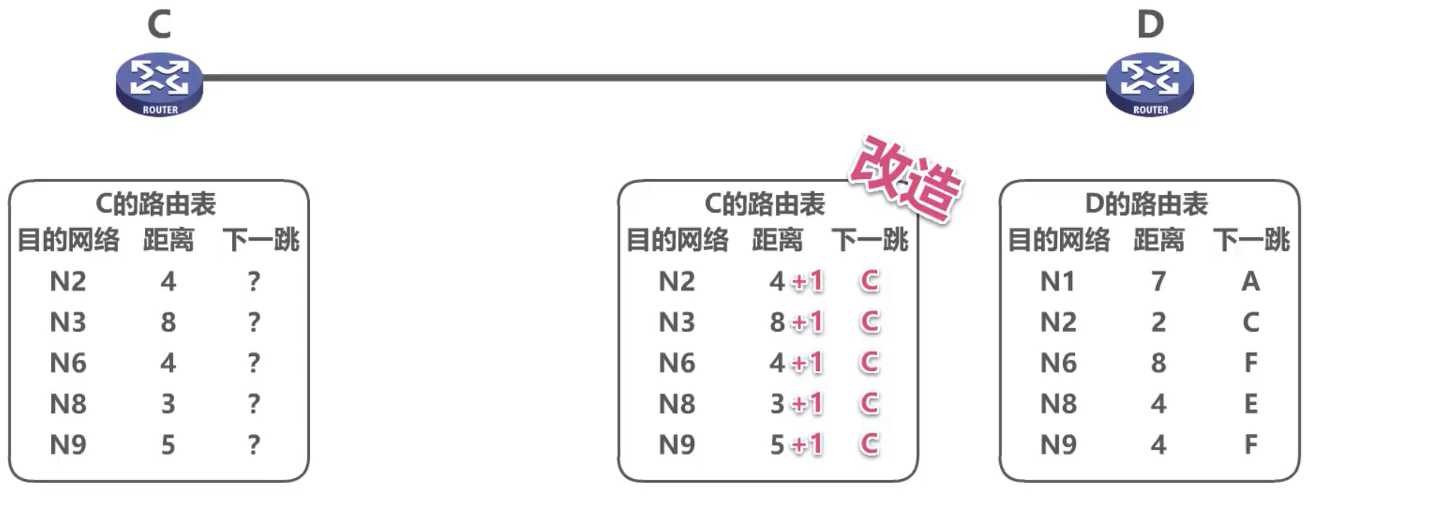 C
D
ROUTER
ROUTER
改造
C的路由表
目的网络 距离 下一跳
N2 4 ?
N3 8 ?
N6 4 ?
N8 3 ?
N9 5 ?
C的路由表
目的网络 距离 下一跳
N2 4+1 C
N3 8+1 C
N6 4+1 C
N8 3+1 C
N9 5+1 C
D的路由表
目的网络 距离 下一跳
N1 7 A
N2 2 C
N6 8 F
N8 4 E
N9 4 F